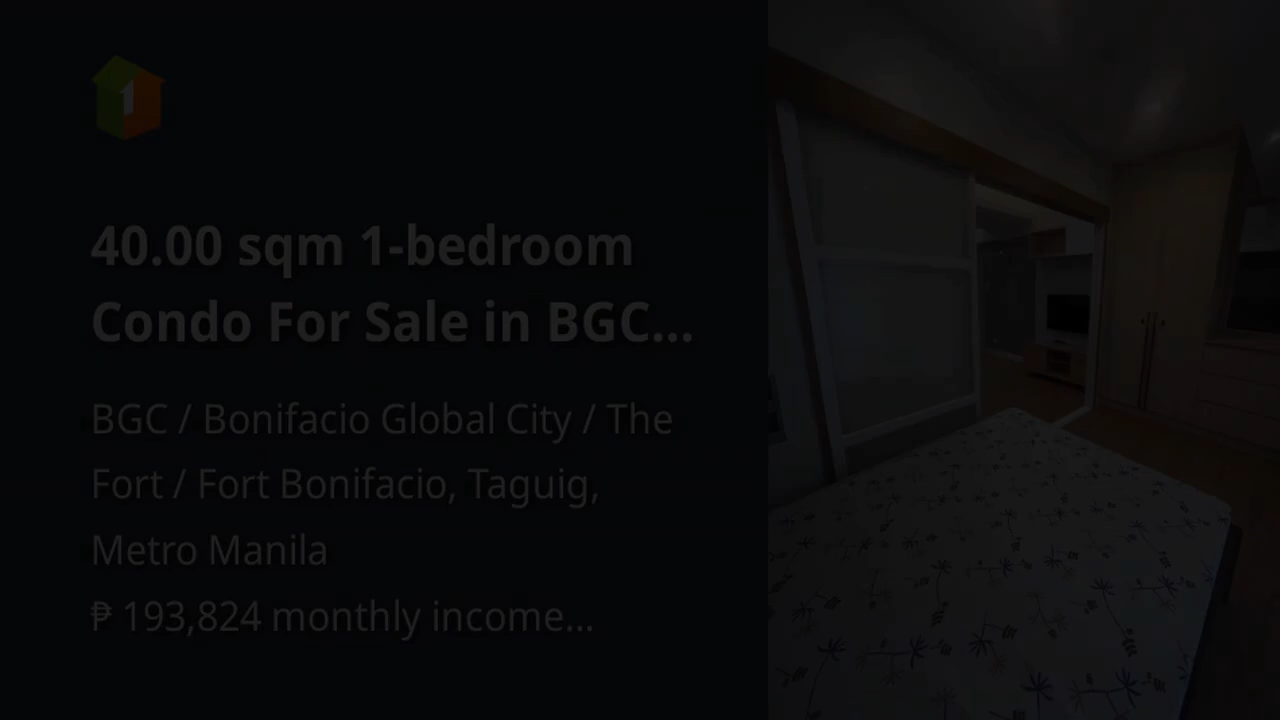 40.00 sqm 1-bedroom
Condo For Sale in BGC...
BGC / Bonifacio Global City / The
Fort / Fort Bonifacio, Taguig,
Metro Manila
₱ 193,824 monthly income...